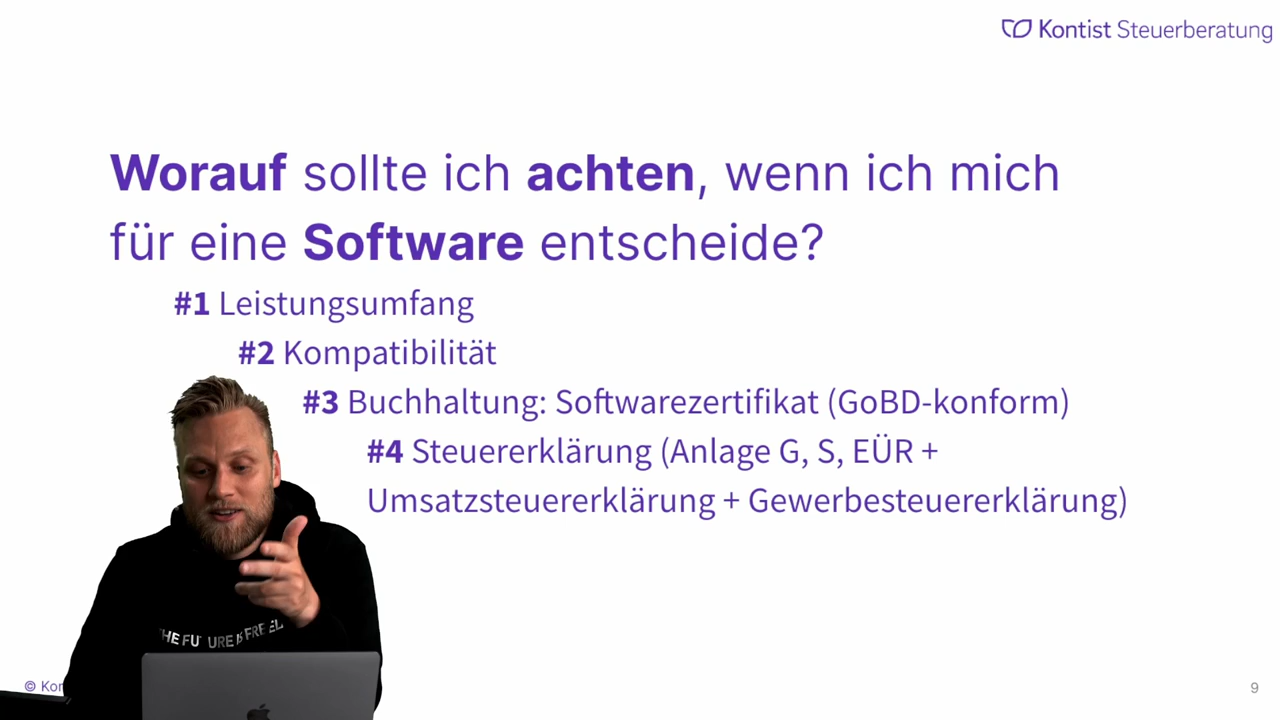 Kontist Steuerberatung
Worauf sollte ich achten, wenn ich mich
für eine Software entscheide?
#1 Leistungsumfang
#2 Kompatibilität
#3 Buchhaltung: Softwarezertifikat (GoBD-konform)
#4 Steuererklärung (Anlage G, S, EÜR +
Umsatzsteuererklärung + Gewerbesteuererklärung)
©
9